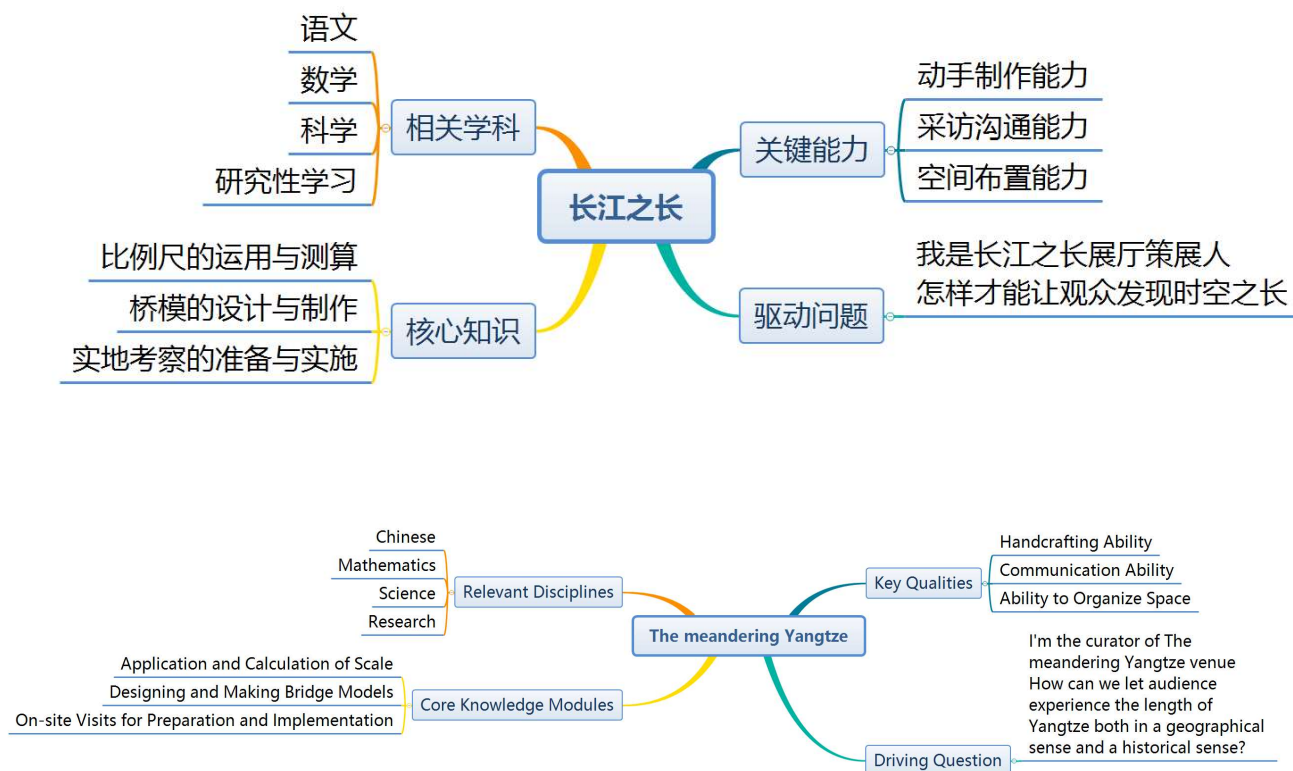 语文
数学
科学
研究性学习
相关学科
比例尺的运用与测算
桥模的设计与制作
实地考察的准备与实施
核心知识
长江之长
关键能力
动手制作能力
采访沟通能力
空间布置能力
驱动问题
我是长江之长展厅策展人
怎样才能让观众发现时空之长
Chinese
Mathematics
Science
Research
Relevant Disciplines
Application and Calculation of Scale
Designing and Making Bridge Models
On-site Visits for Preparation and Implementation
Core Knowledge Modules
The meandering Yangtze
Key Qualities
Handcrafting Ability
Communication Ability
Ability to Organize Space
Driving Question
I'm the curator of The
meandering Yangtze venue
How can we let audience
experience the length of
Yangtze both in a geographical
sense and a historical sense?